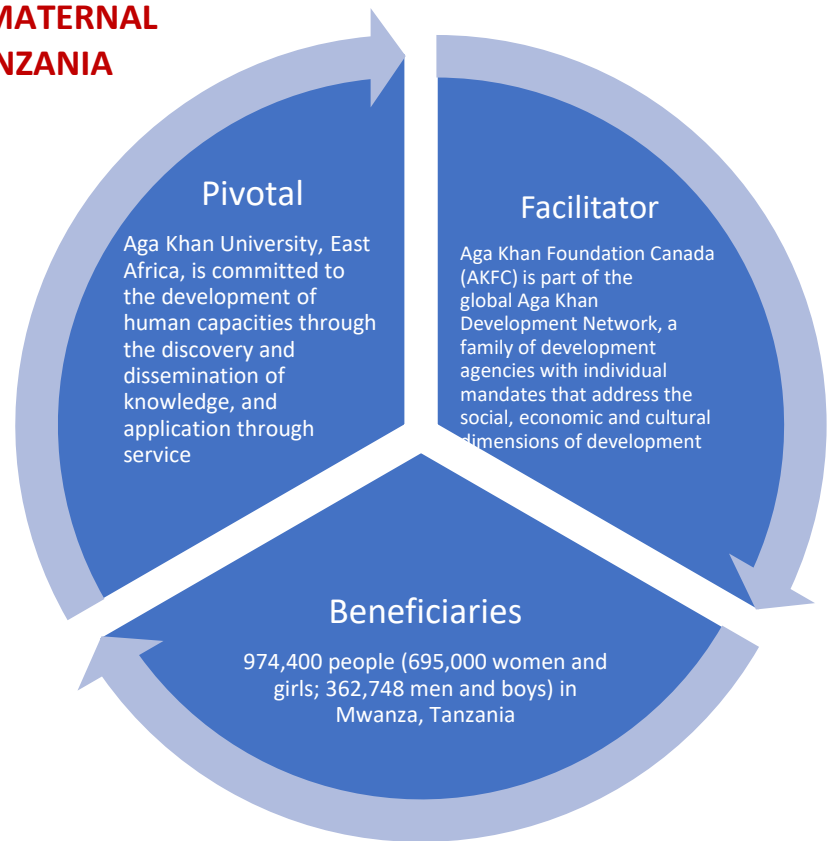 MATERNAL
NZANIA
Pivotal
Aga Khan University, East
Africa, is committed to
the development of
human capacities through
the discovery and
dissemination of
knowledge, and
application through
service
Facilitator
Aga Khan Foundation Canada
(AKFC) is part of the
global Aga Khan
Development Network, a
family of development
agencies with individual
mandates that address the
social, economic and cultural
dimensions of development
Beneficiaries
974,400 people (695,000 women and
girls; 362,748 men and boys) in
Mwanza, Tanzania